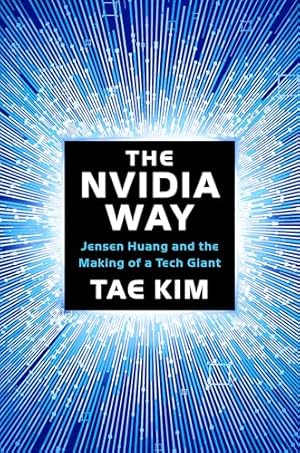 THE
NVIDIA
WAY
Jensen Huang and the
Making of a Tech Giant
TAE KIM